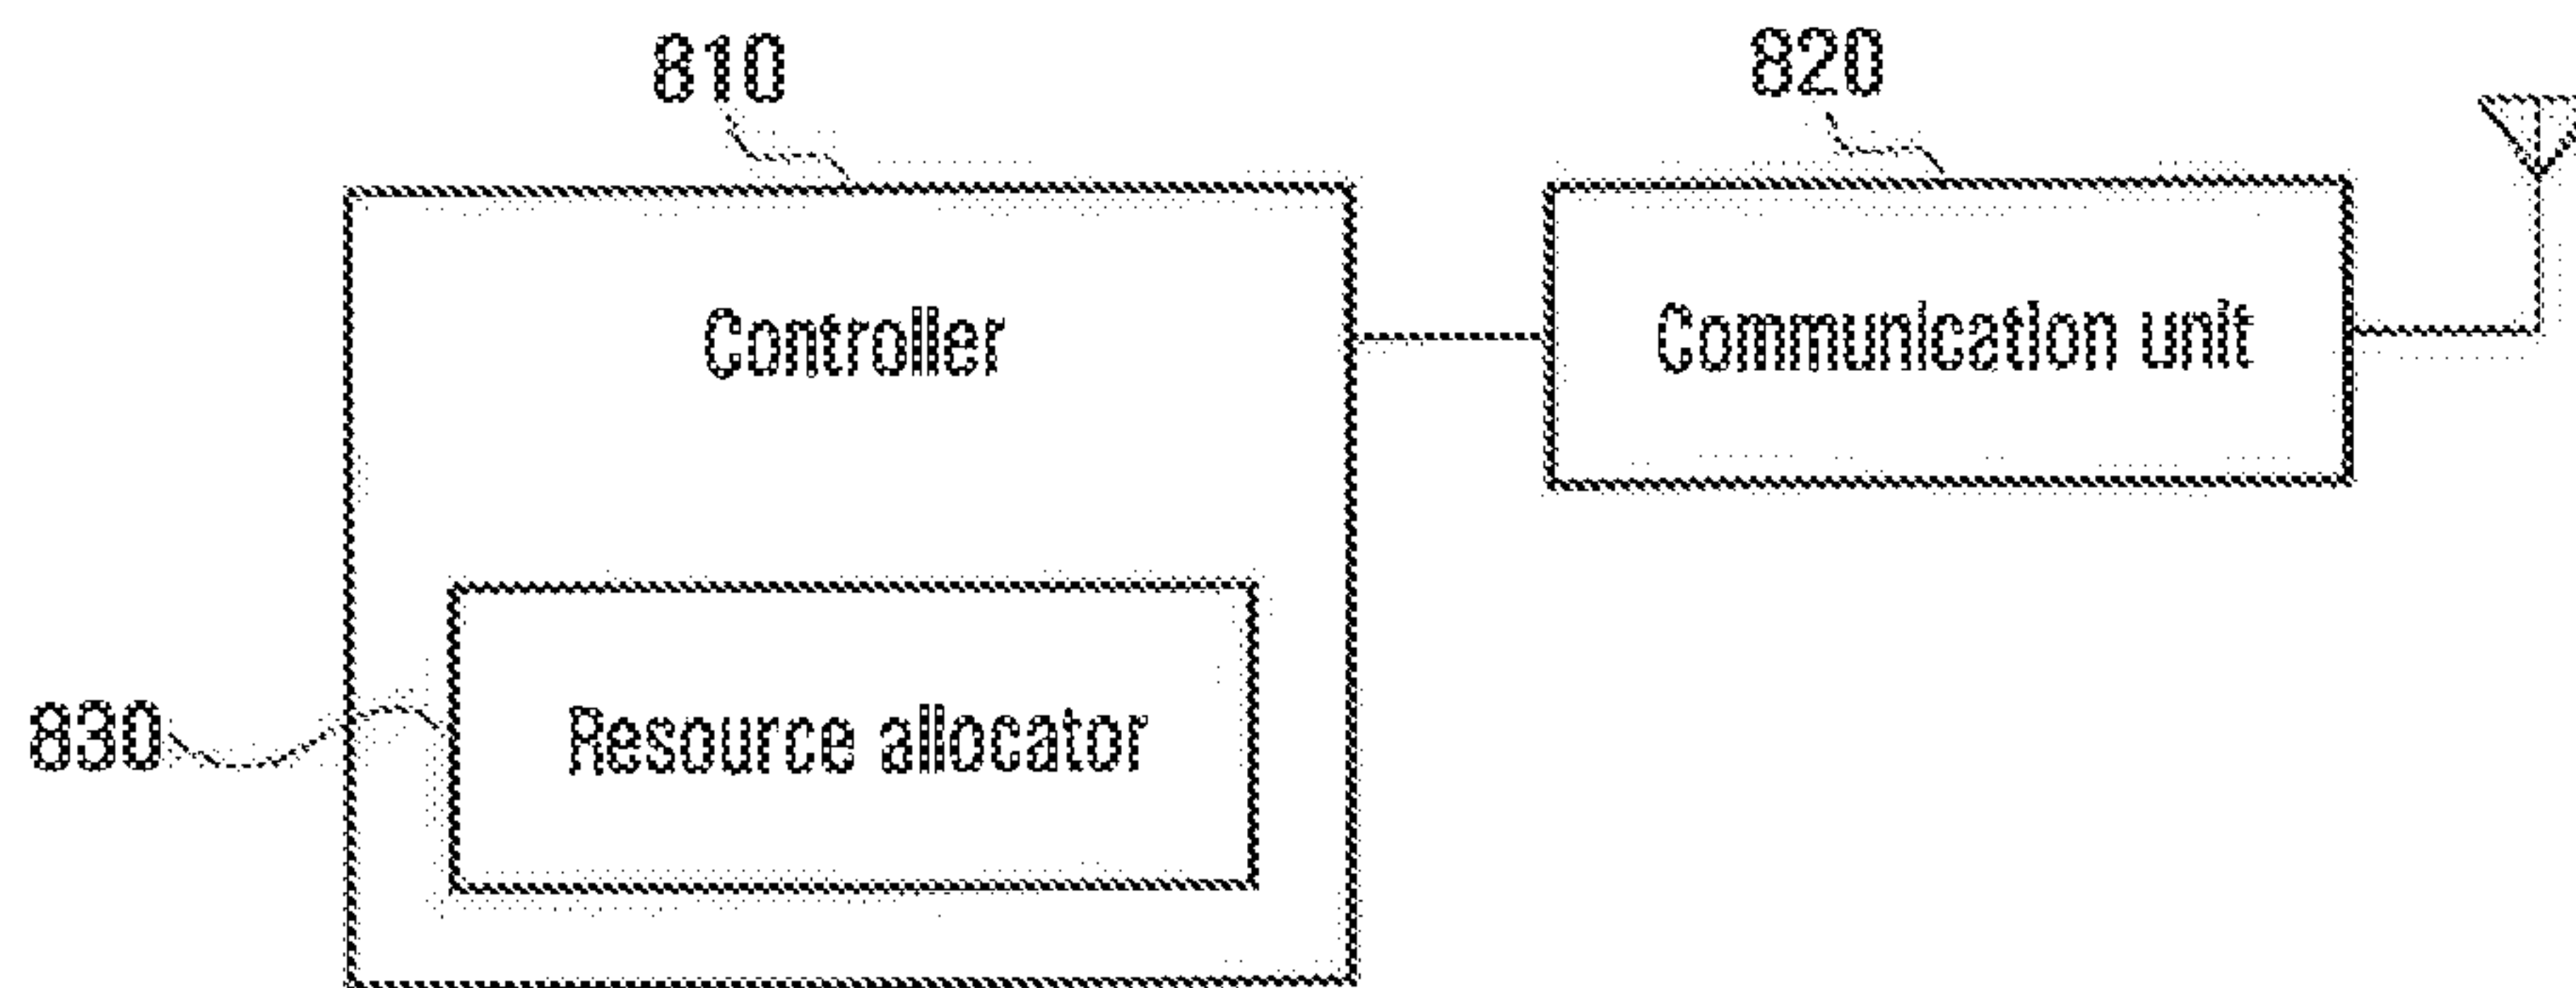 810
820
Controller
Communication unit
830
Resource allocator